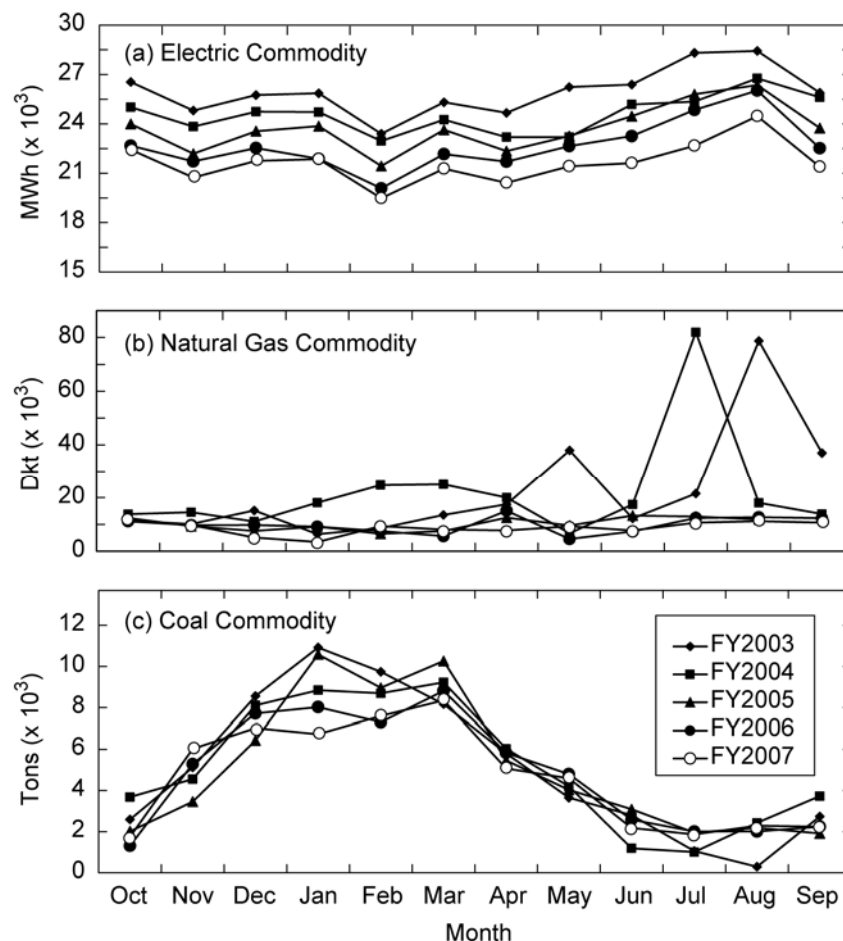 30
(a) Electric Commodity
27
24
21
18
15
MWh (x 10³)
80
(b) Natural Gas Commodity
60
40
20
0
Dkt (x 10³)
12
(c) Coal Commodity
10
8
6
4
2
0
Tons (x 10³)
FY2003
FY2004
FY2005
FY2006
FY2007
Oct Nov Dec Jan Feb Mar Apr May Jun Jul Aug Sep
Month